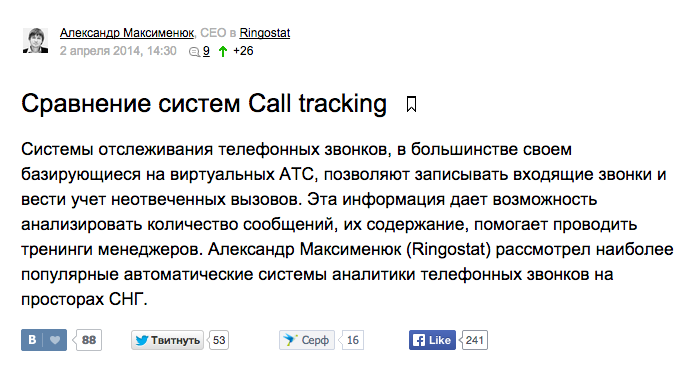 Александр Максименюк, CEO в Ringostat
2 апреля 2014, 14:30 9 +26
Сравнение систем Call tracking
Системы отслеживания телефонных звонков, в большинстве своем
базирующиеся на виртуальных АТС, позволяют записывать входящие звонки и
вести учет неотвеченных вызовов. Эта информация дает возможность
анализировать количество сообщений, их содержание, помогает проводить
тренинги менеджеров. Александр Максименюк (Ringostat) рассмотрел наиболее
популярные автоматические системы аналитики телефонных звонков на
просторах СНГ.
В 88 Твитнуть 53 Серф 16 Like 241